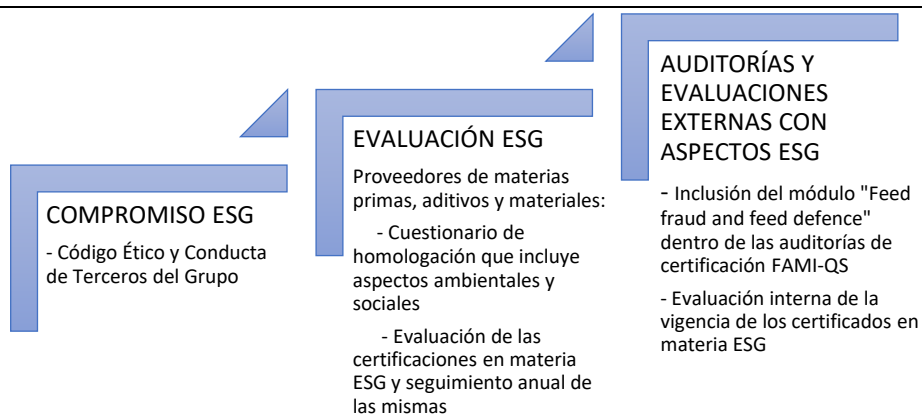 COMPROMISO ESG
- Código Ético y Conducta
de Terceros del Grupo
EVALUACIÓN ESG
Proveedores de materias
primas, aditivos y materiales:
- Cuestionario de
homologación que incluye
aspectos ambientales y
sociales
- Evaluación de las
certificaciones en materia
ESG y seguimiento anual de
las mismas
AUDITORÍAS Y
EVALUACIONES
EXTERNAS CON
ASPECTOS ESG
- Inclusión del módulo "Feed
fraud and feed defence"
dentro de las auditorías de
certificación FAMI-QS
- Evaluación interna de la
vigencia de los certificados en
materia ESG